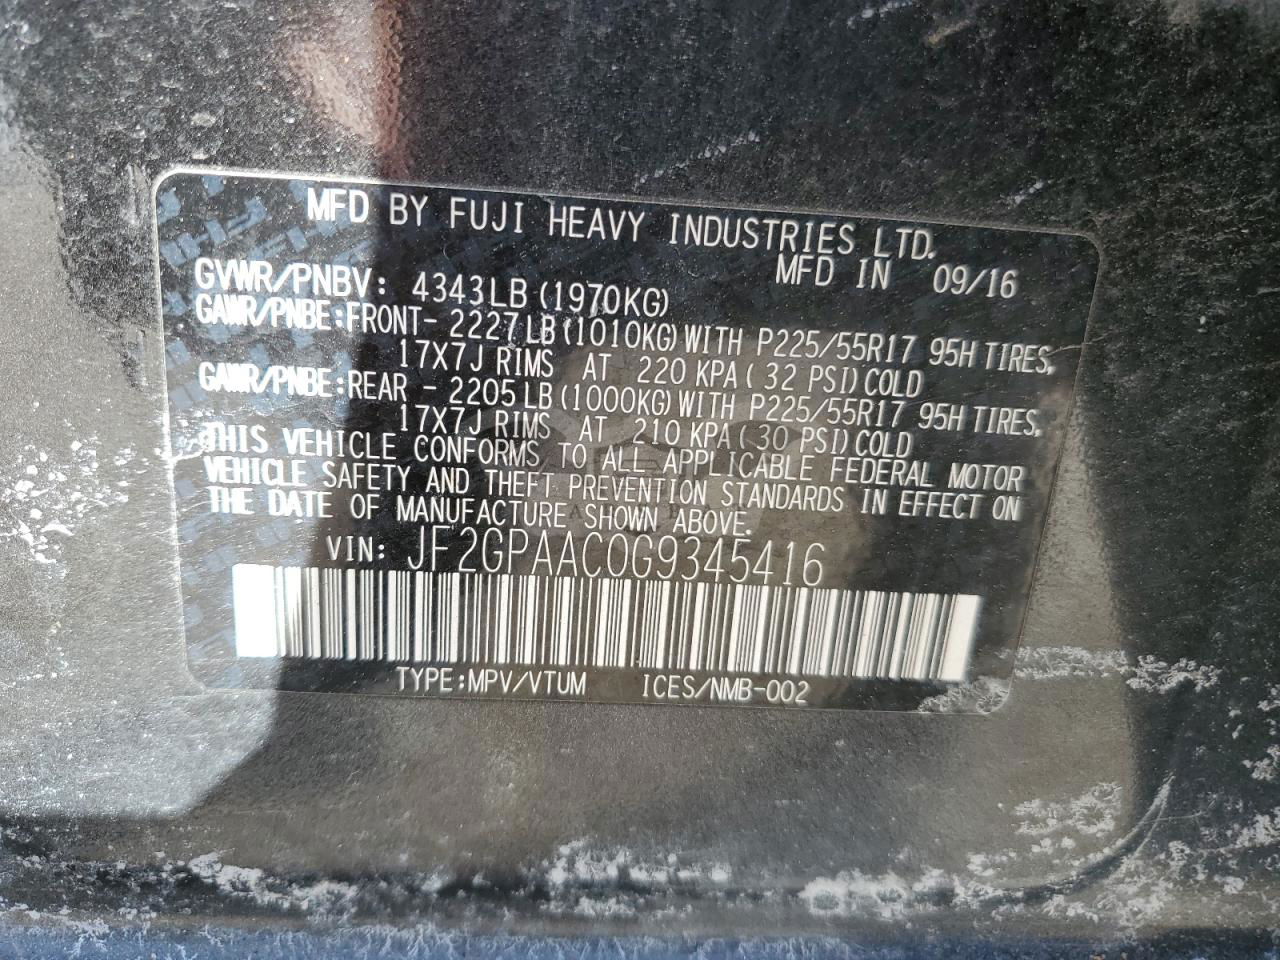 MFD BY FUJI HEAVY INDUSTRIES LTD.
MFD IN 09/16
GVWR/PNBV: 4343LB(1970KG)
GAWR/PNBE:FRONT- 2227LB(1010KG)WITH P225/55R17 95H TIRES,
17X7J RIMS AT 220 KPA( 32 PSI)COLD
GAWR/PNBE:REAR - 2205LB(1000KG)WITH P225/55R17 95H TIRES,
17X7J RIMS AT 210 KPA( 30 PSI)COLD
THIS VEHICLE CONFORMS TO ALL APPLICABLE FEDERAL MOTOR
VEHICLE SAFETY AND THEFT PREVENTION STANDARDS IN EFFECT ON
THE DATE OF MANUFACTURE SHOWN ABOVE.
VIN: JF2GPAAC0G9345416
TYPE:MPV/VTUM ICES/NMB-002